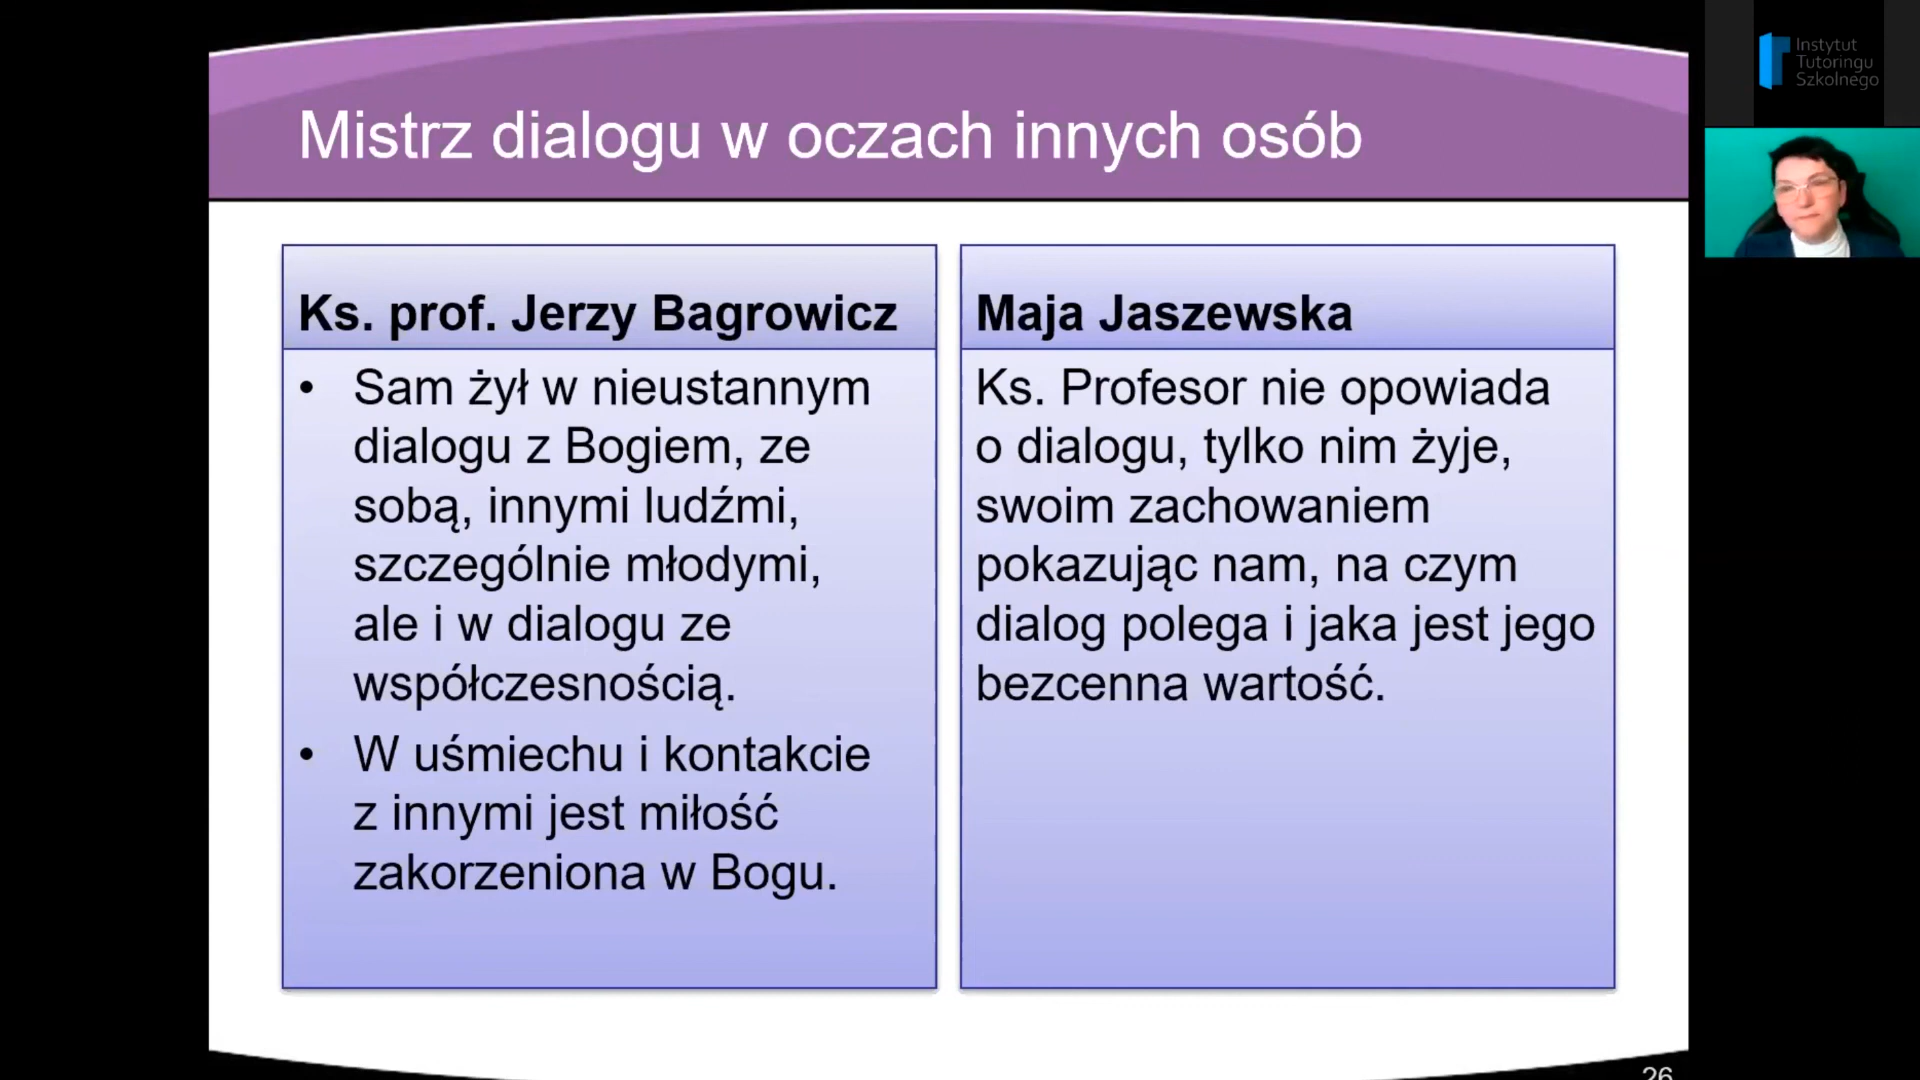 Mistrz dialogu w oczach innych osób
Ks. prof. Jerzy Bagrowicz
• Sam żył w nieustannym
dialogu z Bogiem, ze
sobą, innymi ludźmi,
szczególnie młodymi,
ale i w dialogu ze
współczesnością.
• W uśmiechu i kontakcie
z innymi jest miłość
zakorzeniona w Bogu.
Maja Jaszewska
Ks. Profesor nie opowiada
o dialogu, tylko nim żyje,
swoim zachowaniem
pokazując nam, na czym
dialog polega i jaka jest jego
bezcenna wartość.
26
Instytut
Tutoringu
Szkolnego